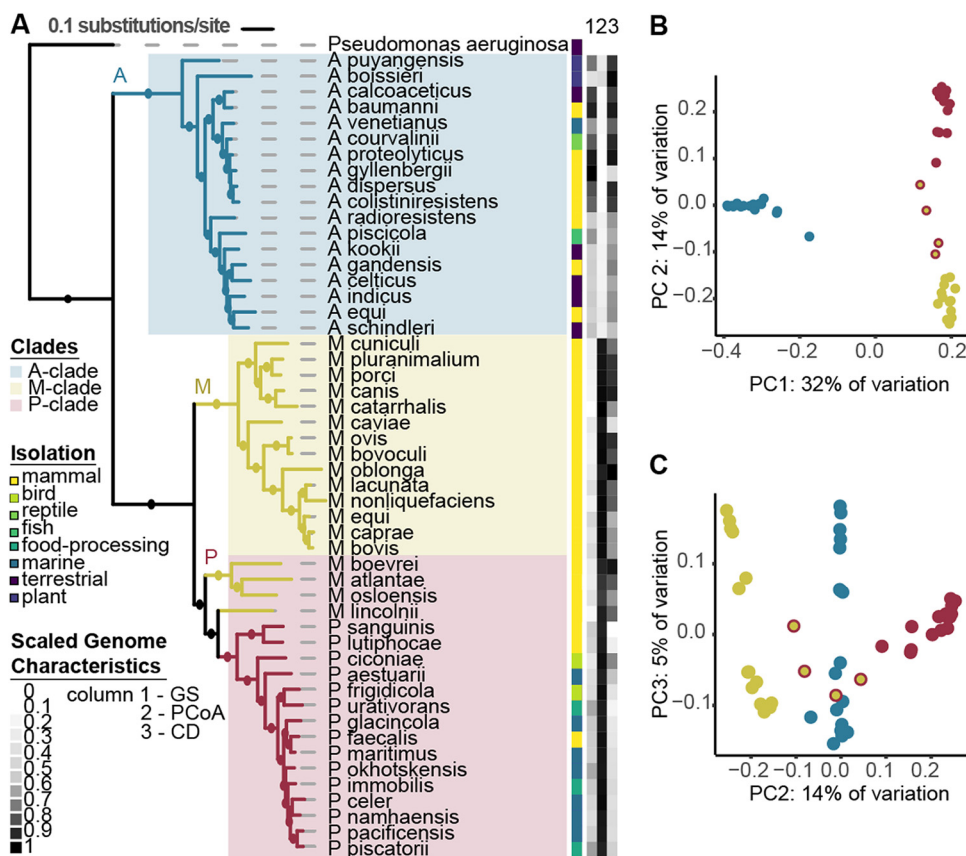 A
0.1 substitutions/site
123
Pseudomonas aeruginosa
A puyangensis
A boissieri
A calcoaceticus
A baumanni
A venetianus
A courvalinii
A proteolyticus
A gyllenbergii
A dispersus
A colistiniresistens
A radioresistens
A piscicola
A kookii
A gandensis
A celticus
A indicus
A equi
A schindleri
M cuniculi
M pluranimalium
M porci
M canis
M catarrhalis
M caviae
M ovis
M bovoculi
M oblonga
M lacunata
M nonliquefaciens
M equi
M caprae
M bovis
M boevrei
M atlantae
M osloensis
M lincolnii
P sanguinis
P lutiphocae
P ciconiae
P aestuarii
P frigidicola
P urativorans
P glacincola
P faecalis
P maritimus
P okhotskensis
P immobilis
P celer
P namhaensis
P pacificensis
P piscatorii
A
M
P
Clades
A-clade
M-clade
P-clade
Isolation
mammal
bird
reptile
fish
food-processing
marine
terrestrial
plant
Scaled Genome
Characteristics
0
0.1
0.2
0.3
0.4
0.5
0.6
0.7
0.8
0.9
1
column 1 - GS
2 - PCoA
3 - CD
B
PC 2: 14% of variation
0.2
0.1
0.0
−0.1
−0.2
−0.4
−0.2
0.0
0.2
PC1: 32% of variation
C
PC3: 5% of variation
0.1
0.0
−0.1
−0.2
−0.1
0.0
0.1
0.2
PC2: 14% of variation